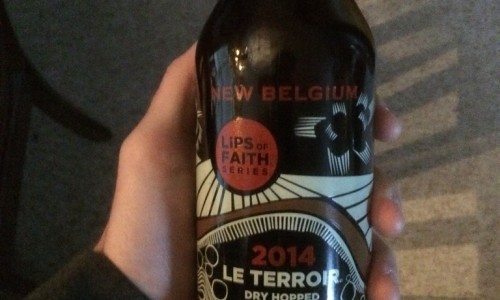 NEW BELGIUM
LiPS OF
FAITH
SERIES
2014
LE TERROIR
DRY HOPPED